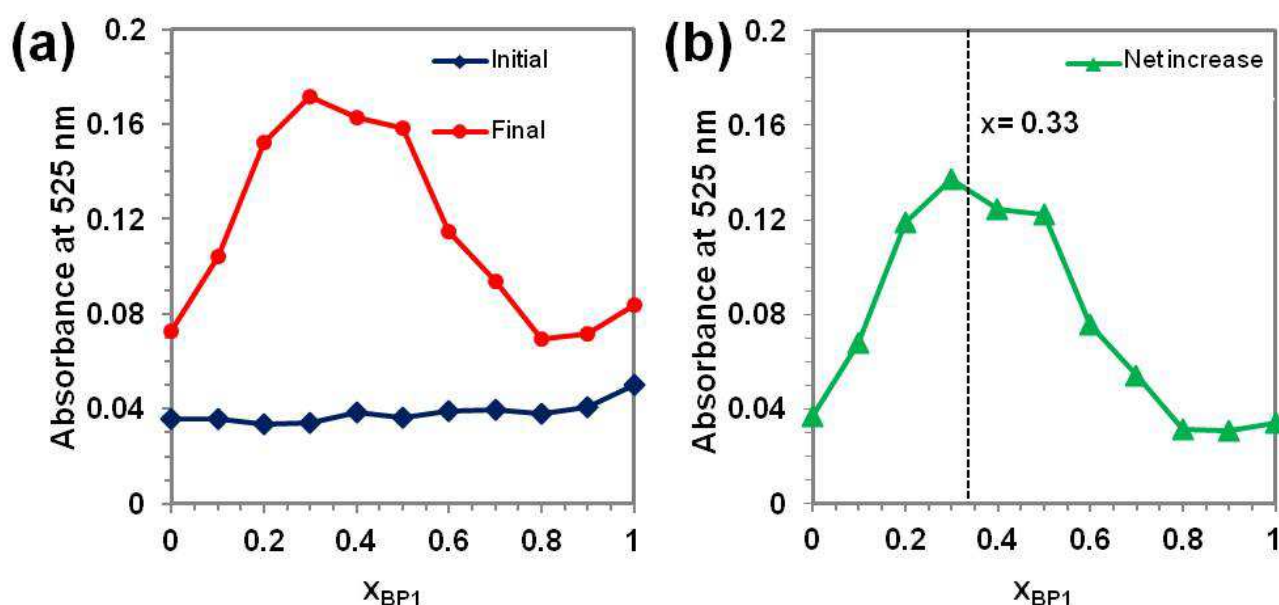 (a)
Absorbance at 525 nm
0.2
0.16
0.12
0.08
0.04
0
Initial
Final
0 0.2 0.4 0.6 0.8 1
XBP1
(b)
Absorbance at 525 nm
0.2
0.16
0.12
0.08
0.04
0
Net increase
x = 0.33
0 0.2 0.4 0.6 0.8 1
XBP1